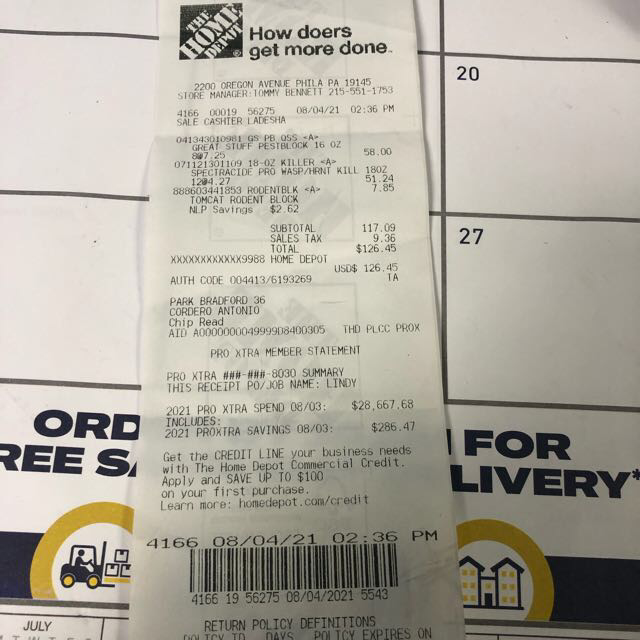 THE
HOME
DEPOT
How doers
get more done™
2200 OREGON AVENUE PHILA PA 19145
STORE MANAGER:TOMMY BENNETT 215-551-1753
4166 00019 56275 08/04/21 02:36 PM
SALE CASHIER LADESHA
041343010981 GS PB QSS <A>
GREAT STUFF PESTBLOCK 16 OZ
8@7.25 58.00
071121301109 18-OZ KILLER <A>
SPECTRACIDE PRO WASP/HRNT KILL 18OZ
12@4.27 51.24
888603441853 RODENTBLK <A> 7.85
TOMCAT RODENT BLOCK
NLP Savings $2.62
SUBTOTAL 117.09
SALES TAX 9.36
TOTAL $126.45
XXXXXXXXXXXX9988 HOME DEPOT
USD$ 126.45
AUTH CODE 004413/6193269 TA
PARK BRADFORD 36
CORDERO ANTONIO
Chip Read
AID A0000000049999D8400305 THD PLCC PROX
PRO XTRA MEMBER STATEMENT
PRO XTRA ###-###-8030 SUMMARY
THIS RECEIPT PO/JOB NAME: LINDY
2021 PRO XTRA SPEND 08/03: $28,667.68
INCLUDES:
2021 PROXTRA SAVINGS 08/03: $286.47
Get the CREDIT LINE your business needs
with The Home Depot Commercial Credit.
Apply and SAVE UP TO $100
on your first purchase.
Learn more: homedepot.com/credit
4166 08/04/21 02:36 PM
4166 19 56275 08/04/2021 5543
RETURN POLICY DEFINITIONS
POLICY ID DAYS POLICY EXPIRES ON
20
27
ORD
REE SA
FOR
LIVERY*
JULY
M T W T F S